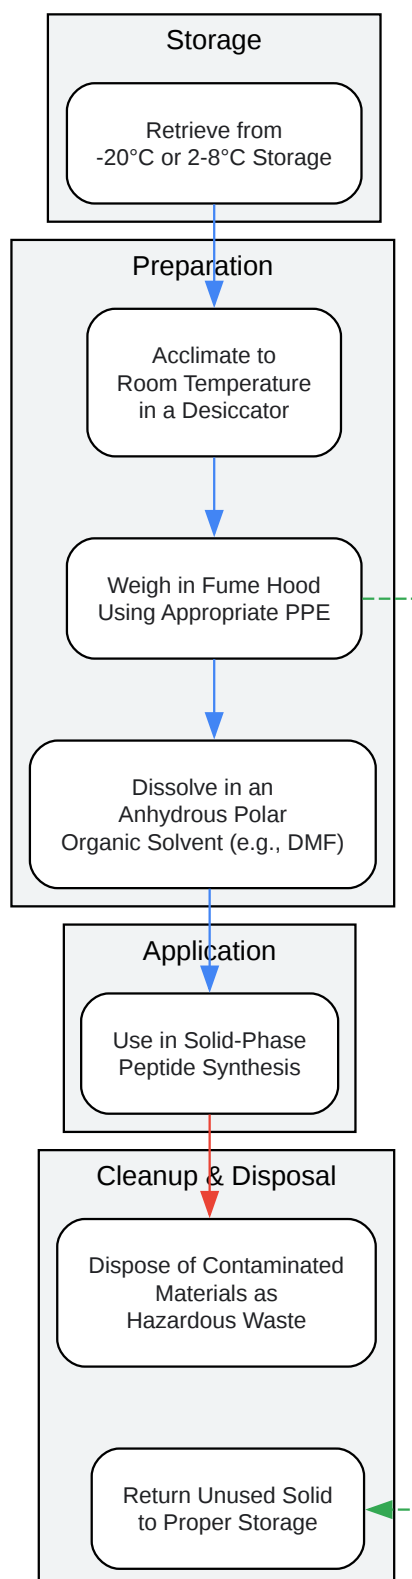 Storage
Retrieve from
-20°C or 2-8°C Storage
Preparation
Acclimate to
Room Temperature
in a Desiccator
Weigh in Fume Hood
Using Appropriate PPE
Dissolve in an
Anhydrous Polar
Organic Solvent (e.g., DMF)
Application
Use in Solid-Phase
Peptide Synthesis
Cleanup & Disposal
Dispose of Contaminated
Materials as
Hazardous Waste
Return Unused Solid
to Proper Storage